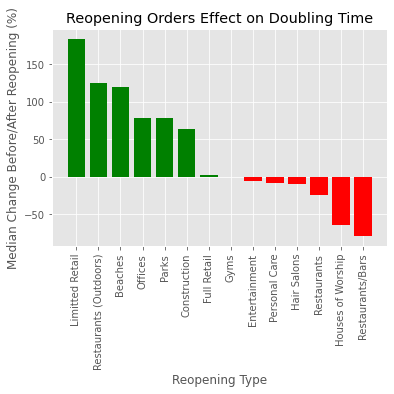 Reopening Orders Effect on Doubling Time
Median Change Before/After Reopening (%)
150
100
50
0
−50
Limitted Retail
Restaurants (Outdoors)
Beaches
Offices
Parks
Construction
Full Retail
Gyms
Entertainment
Personal Care
Hair Salons
Restaurants
Houses of Worship
Restaurants/Bars
Reopening Type